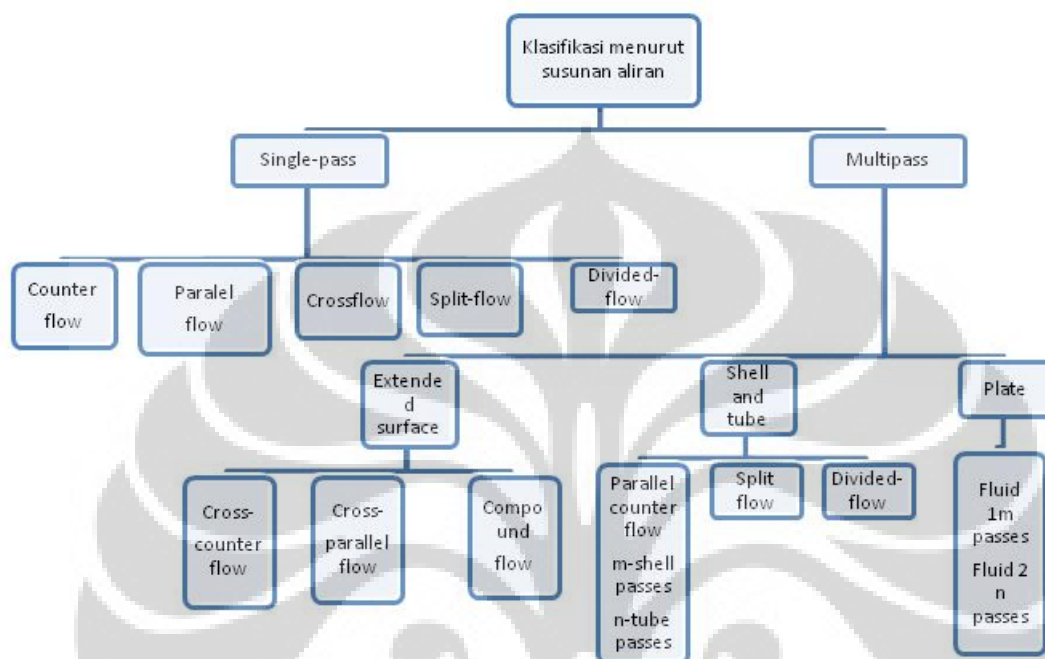 Klasifikasi menurut
susunan aliran
Single-pass
Multipass
Counter
flow
Paralel
flow
Crossflow
Split-flow
Divided-
flow
Extende
d
surface
Shell
and
tube
Plate
Cross-
counter
flow
Cross-
parallel
flow
Compo
und
flow
Parallel
counter
flow
m-shell
passes
n-tube
passes
Split
flow
Divided-
flow
Fluid
1m
passes
Fluid 2
n
passes